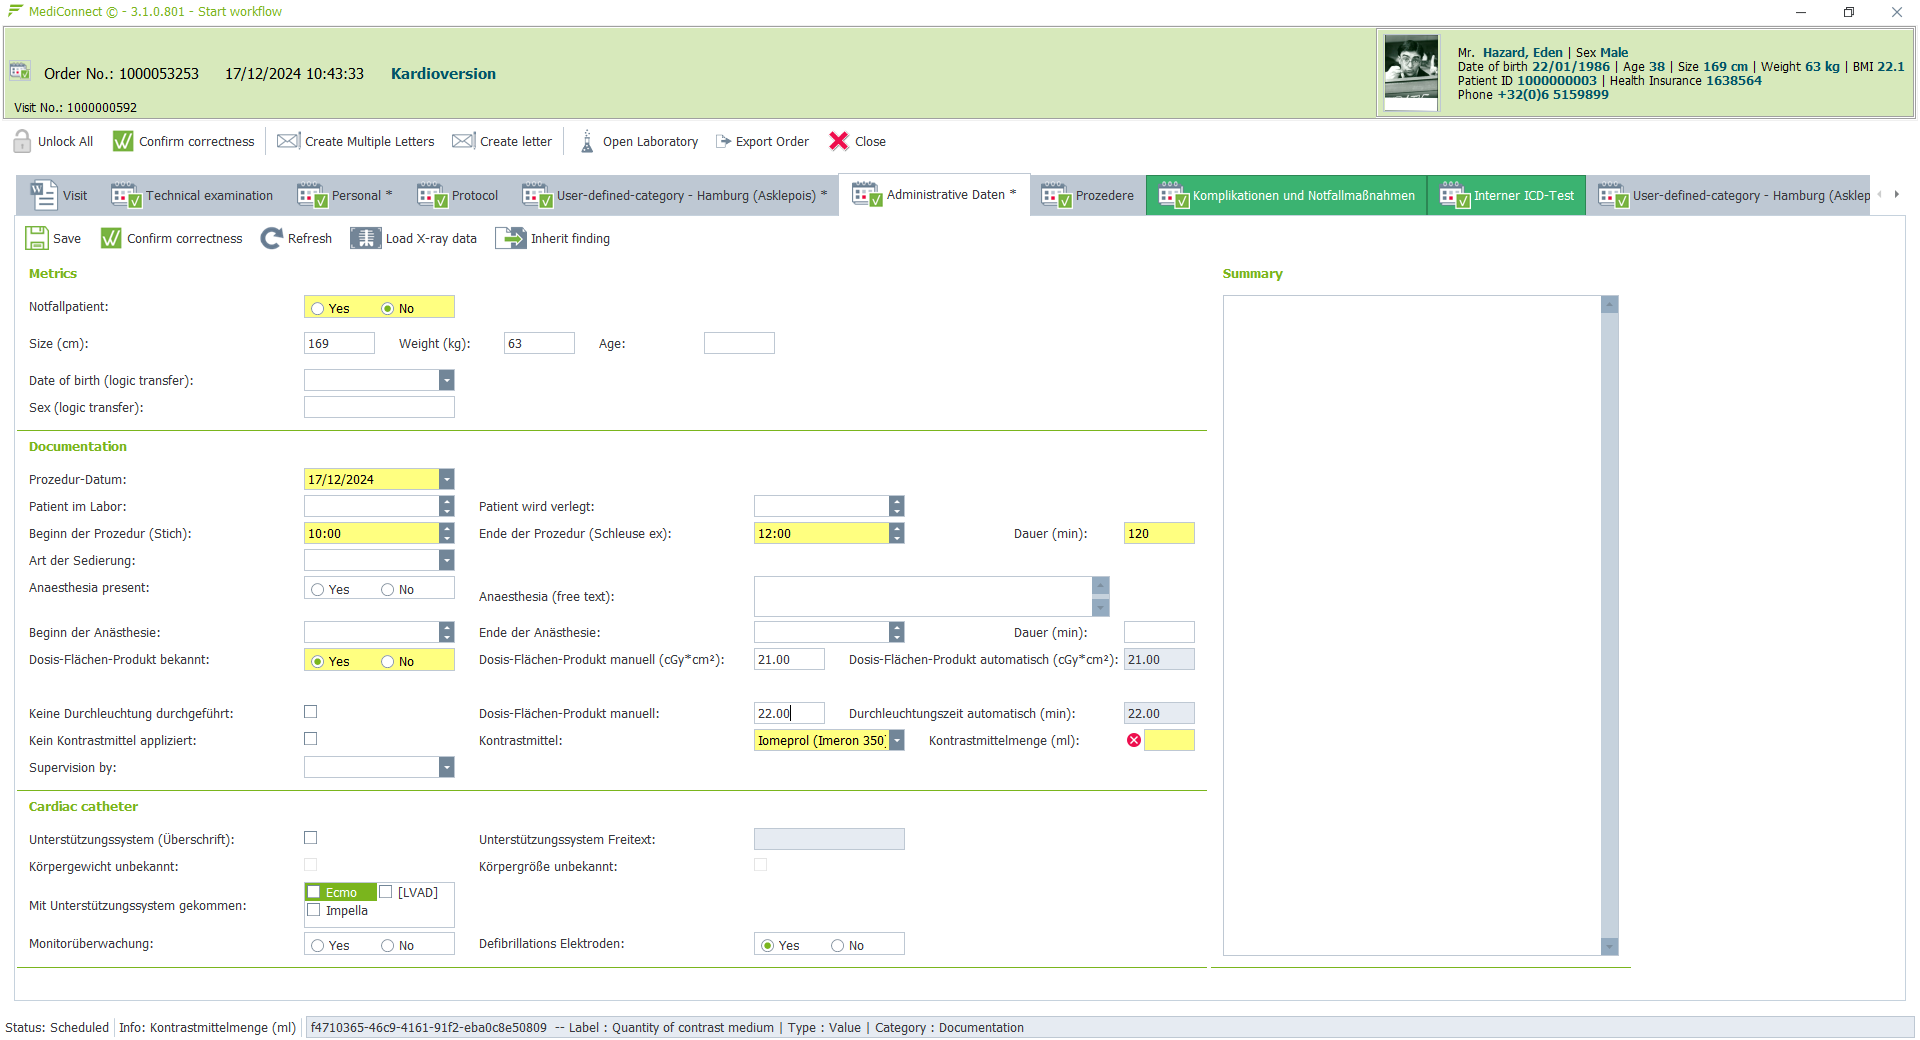 MediConnect © - 3.1.0.801 - Start workflow
Order No.: 1000053253 17/12/2024 10:43:33 Kardioversion
Visit No.: 1000000592
Mr. Hazard, Eden | Sex Male
Date of birth 22/01/1986 | Age 38 | Size 169 cm | Weight 63 kg | BMI 22.1
Patient ID 1000000003 | Health Insurance 1638564
Phone +32(0)6 5159899
Unlock All Confirm correctness Create Multiple Letters Create letter Open Laboratory Export Order Close
Visit Technical examination Personal * Protocol User-defined-category - Hamburg (Asklepois) * Administrative Daten * Prozedere Komplikationen und Notfallmaßnahmen Interner ICD-Test User-defined-category - Hamburg (Asklep
Save Confirm correctness Refresh Load X-ray data Inherit finding
Metrics
Notfallpatient: Yes No
Size (cm): 169 Weight (kg): 63 Age:
Date of birth (logic transfer):
Sex (logic transfer):
Documentation
Prozedur-Datum: 17/12/2024
Patient im Labor: Patient wird verlegt:
Beginn der Prozedur (Stich): 10:00 Ende der Prozedur (Schleuse ex): 12:00 Dauer (min): 120
Art der Sedierung:
Anaesthesia present: Yes No Anaesthesia (free text):
Beginn der Anästhesie: Ende der Anästhesie: Dauer (min):
Dosis-Flächen-Produkt bekannt: Yes No Dosis-Flächen-Produkt manuell (cGy*cm²): 21.00 Dosis-Flächen-Produkt automatisch (cGy*cm²): 21.00
Keine Durchleuchtung durchgeführt: Dosis-Flächen-Produkt manuell: 22.00 Durchleuchtungszeit automatisch (min): 22.00
Kein Kontrastmittel appliziert: Kontrastmittel: Iomeprol (Imeron 350) Kontrastmittelmenge (ml):
Supervision by:
Cardiac catheter
Unterstützungssystem (Überschrift): Unterstützungssystem Freitext:
Körpergewicht unbekannt: Körpergröße unbekannt:
Mit Unterstützungssystem gekommen: Ecmo [LVAD]
Impella
Monitorüberwachung: Yes No Defibrillations Elektroden: Yes No
Summary
Status: Scheduled Info: Kontrastmittelmenge (ml) f4710365-46c9-4161-91f2-eba0c8e50809 -- Label : Quantity of contrast medium | Type : Value | Category : Documentation